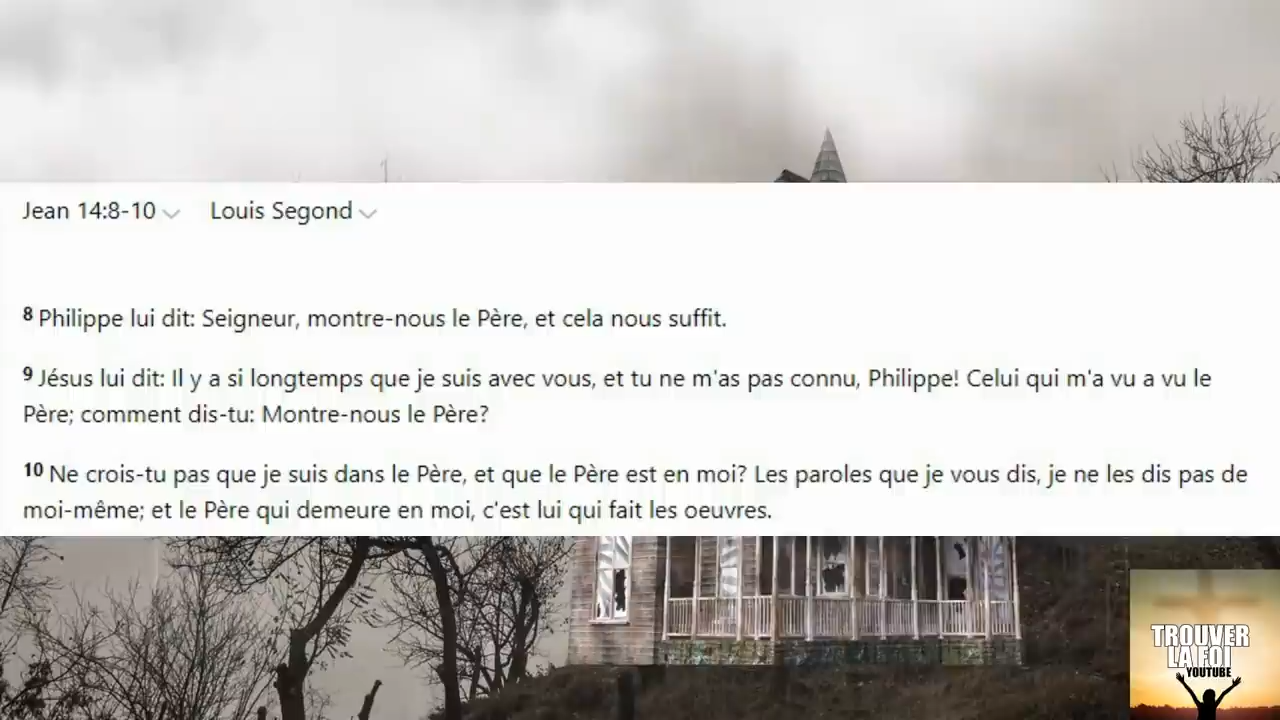 Jean 14:8-10 Louis Segond
8 Philippe lui dit: Seigneur, montre-nous le Père, et cela nous suffit.
9 Jésus lui dit: Il y a si longtemps que je suis avec vous, et tu ne m'as pas connu, Philippe! Celui qui m'a vu a vu le
Père; comment dis-tu: Montre-nous le Père?
10 Ne crois-tu pas que je suis dans le Père, et que le Père est en moi? Les paroles que je vous dis, je ne les dis pas de
moi-même; et le Père qui demeure en moi, c'est lui qui fait les oeuvres.
TROUVER
LA FOI
YOUTUBE